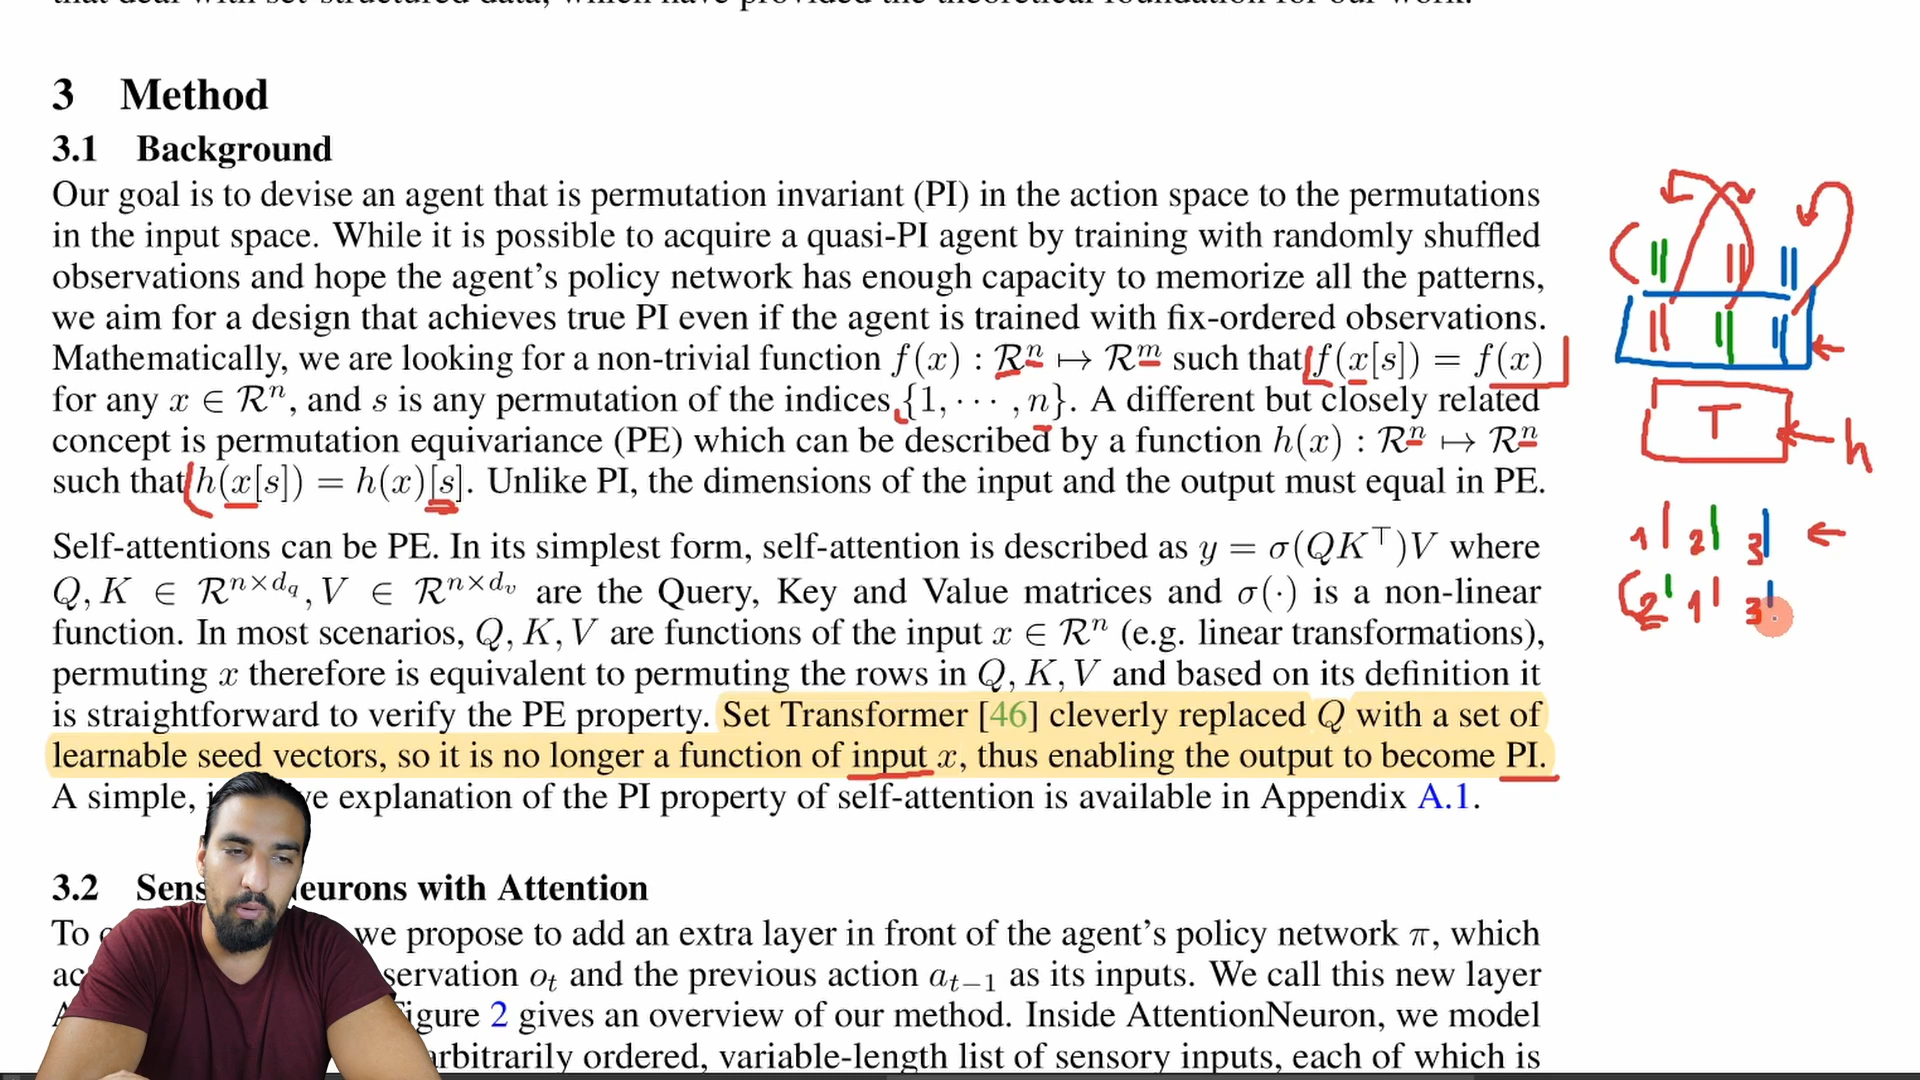 3 Method
3.1 Background
Our goal is to devise an agent that is permutation invariant (PI) in the action space to the permutations
in the input space. While it is possible to acquire a quasi-PI agent by training with randomly shuffled
observations and hope the agent's policy network has enough capacity to memorize all the patterns,
we aim for a design that achieves true PI even if the agent is trained with fix-ordered observations.
Mathematically, we are looking for a non-trivial function f(x) : ℛⁿ ↦ ℛᵐ such that f(x[s]) = f(x)
for any x ∈ ℛⁿ, and s is any permutation of the indices {1, ⋯ , n}. A different but closely related
concept is permutation equivariance (PE) which can be described by a function h(x) : ℛⁿ ↦ ℛⁿ
such that h(x[s]) = h(x)[s]. Unlike PI, the dimensions of the input and the output must equal in PE.
Self-attentions can be PE. In its simplest form, self-attention is described as y = σ(QK^⊤)V where
Q, K ∈ ℛ^{n×d_q}, V ∈ ℛ^{n×d_v} are the Query, Key and Value matrices and σ(·) is a non-linear
function. In most scenarios, Q, K, V are functions of the input x ∈ ℛⁿ (e.g. linear transformations),
permuting x therefore is equivalent to permuting the rows in Q, K, V and based on its definition it
is straightforward to verify the PE property. Set Transformer [46] cleverly replaced Q with a set of
learnable seed vectors, so it is no longer a function of input x, thus enabling the output to become PI.
A simple, explanation of the PI property of self-attention is available in Appendix A.1.
3.2 with Attention
To we propose to add an extra layer in front of the agent's policy network π, which
o_t and the previous action a_{t−1} as its inputs. We call this new layer
2 gives an overview of our method. Inside AttentionNeuron, we model
arbitrarily ordered, variable-length list of sensory inputs, each of which is
T
h
1 2 3
2 1 3